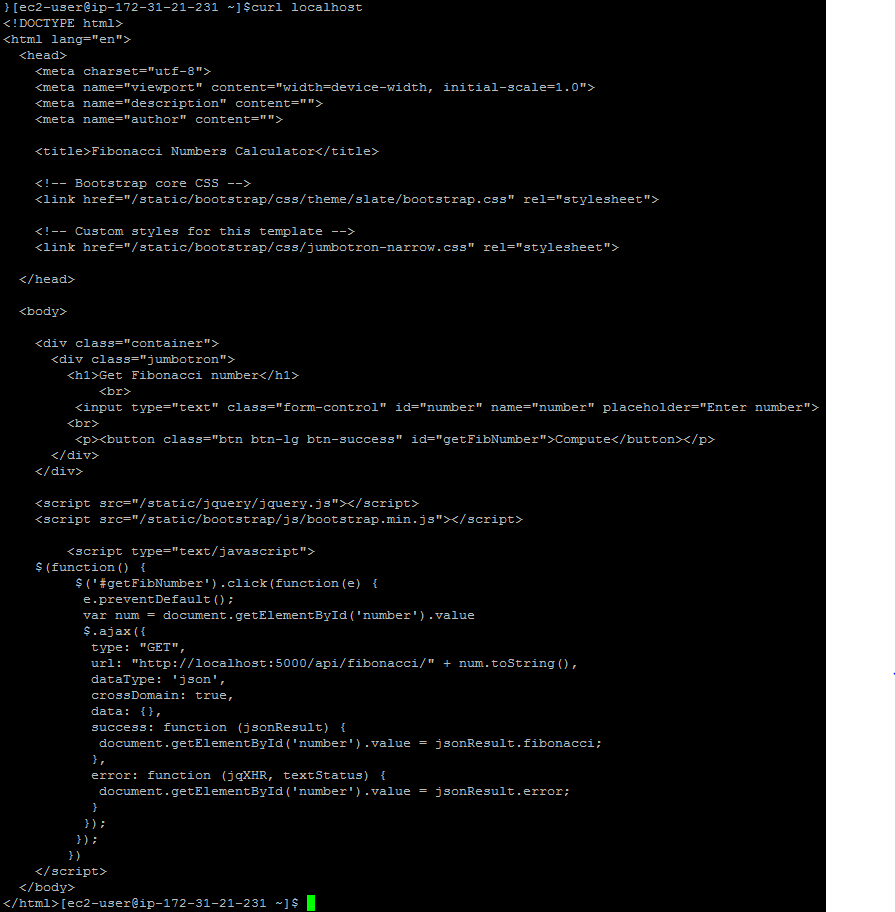 }[ec2-user@ip-172-31-21-231 ~]$curl localhost
<!DOCTYPE html>
<html lang="en">
  <head>
    <meta charset="utf-8">
    <meta name="viewport" content="width=device-width, initial-scale=1.0">
    <meta name="description" content="">
    <meta name="author" content="">

    <title>Fibonacci Numbers Calculator</title>

    <!-- Bootstrap core CSS -->
    <link href="/static/bootstrap/css/theme/slate/bootstrap.css" rel="stylesheet">

    <!-- Custom styles for this template -->
    <link href="/static/bootstrap/css/jumbotron-narrow.css" rel="stylesheet">

  </head>

  <body>

    <div class="container">
      <div class="jumbotron">
        <h1>Get Fibonacci number</h1>
            <br>
         <input type="text" class="form-control" id="number" name="number" placeholder="Enter number">
        <br>
         <p><button class="btn btn-lg btn-success" id="getFibNumber">Compute</button></p>
      </div>
    </div>

    <script src="/static/jquery/jquery.js"></script>
    <script src="/static/bootstrap/js/bootstrap.min.js"></script>

        <script type="text/javascript">
    $(function() {
         $('#getFibNumber').click(function(e) {
          e.preventDefault();
          var num = document.getElementById('number').value
          $.ajax({
           type: "GET",
           url: "http://localhost:5000/api/fibonacci/" + num.toString(),
           dataType: 'json',
           crossDomain: true,
           data: {},
           success: function (jsonResult) {
            document.getElementById('number').value = jsonResult.fibonacci;
           },
           error: function (jqXHR, textStatus) {
            document.getElementById('number').value = jsonResult.error;
           }
          });
         });
        })
    </script>
  </body>
</html>[ec2-user@ip-172-31-21-231 ~]$